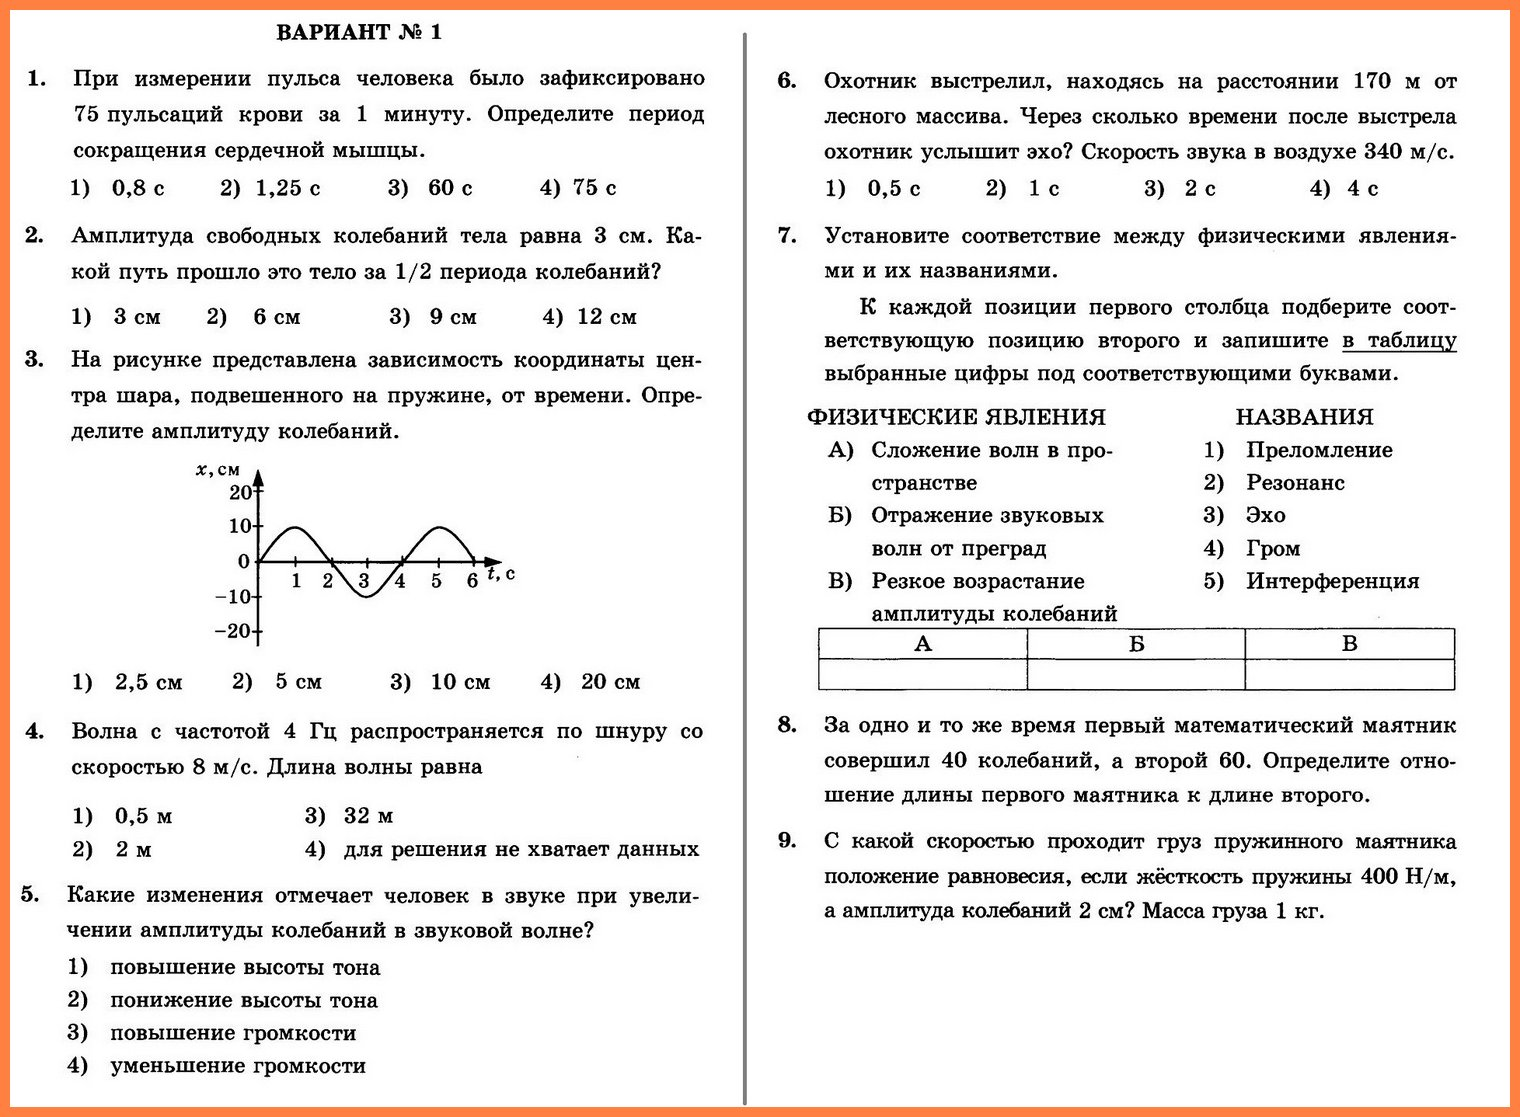 ВАРИАНТ № 1
1. При измерении пульса человека было зафиксировано
75 пульсаций крови за 1 минуту. Определите период
сокращения сердечной мышцы.
1) 0,8 с 2) 1,25 с 3) 60 с 4) 75 с
2. Амплитуда свободных колебаний тела равна 3 см. Ка-
кой путь прошло это тело за 1/2 периода колебаний?
1) 3 см 2) 6 см 3) 9 см 4) 12 см
3. На рисунке представлена зависимость координаты цен-
тра шара, подвешенного на пружине, от времени. Опре-
делите амплитуду колебаний.
x, см
20
10
0
1 2 3 4 5 6 t, с
−10
−20
1) 2,5 см 2) 5 см 3) 10 см 4) 20 см
4. Волна с частотой 4 Гц распространяется по шнуру со
скоростью 8 м/с. Длина волны равна
1) 0,5 м 3) 32 м
2) 2 м 4) для решения не хватает данных
5. Какие изменения отмечает человек в звуке при увели-
чении амплитуды колебаний в звуковой волне?
1) повышение высоты тона
2) понижение высоты тона
3) повышение громкости
4) уменьшение громкости
6. Охотник выстрелил, находясь на расстоянии 170 м от
лесного массива. Через сколько времени после выстрела
охотник услышит эхо? Скорость звука в воздухе 340 м/с.
1) 0,5 с 2) 1 с 3) 2 с 4) 4 с
7. Установите соответствие между физическими явления-
ми и их названиями.
К каждой позиции первого столбца подберите соот-
ветствующую позицию второго и запишите в таблицу
выбранные цифры под соответствующими буквами.
ФИЗИЧЕСКИЕ ЯВЛЕНИЯ НАЗВАНИЯ
А) Сложение волн в про- 1) Преломление
странстве 2) Резонанс
Б) Отражение звуковых 3) Эхо
волн от преград 4) Гром
В) Резкое возрастание 5) Интерференция
амплитуды колебаний
А Б В
8. За одно и то же время первый математический маятник
совершил 40 колебаний, а второй 60. Определите отно-
шение длины первого маятника к длине второго.
9. С какой скоростью проходит груз пружинного маятника
положение равновесия, если жёсткость пружины 400 Н/м,
а амплитуда колебаний 2 см? Масса груза 1 кг.